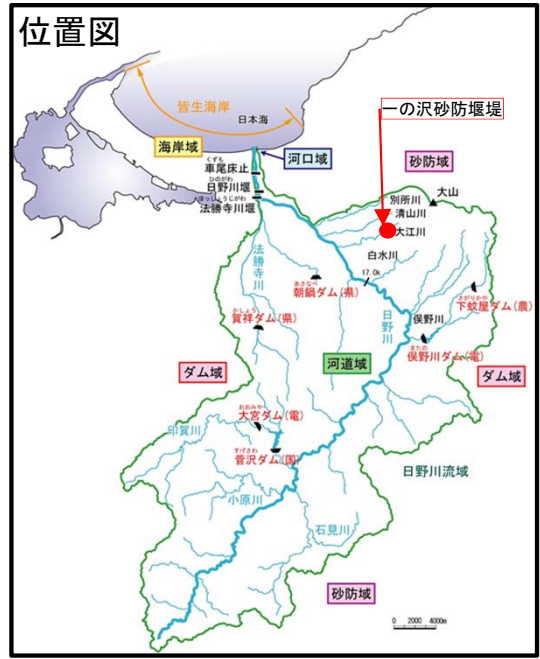 位置図
一の沢砂防堰堤
皆生海岸
日本海
海岸域
河口域
砂防域
くずも
車尾床止
ひのがわ
日野川堰
ほっしょうじがわ
法勝寺川堰
別所川
大山
清山川
大江川
白水川
17.0k
法勝寺川
あさなべ
朝鍋ダム(県)
かしょう
賀祥ダム(県)
日野川
俣野川
さがりかや
下蚊屋ダム(農)
またの
俣野川ダム(電)
河道域
ダム域
ダム域
おおみや
大宮ダム(電)
印賀川
すげさわ
菅沢ダム(国)
日野川流域
小原川
石見川
砂防域
0 2000 4000m